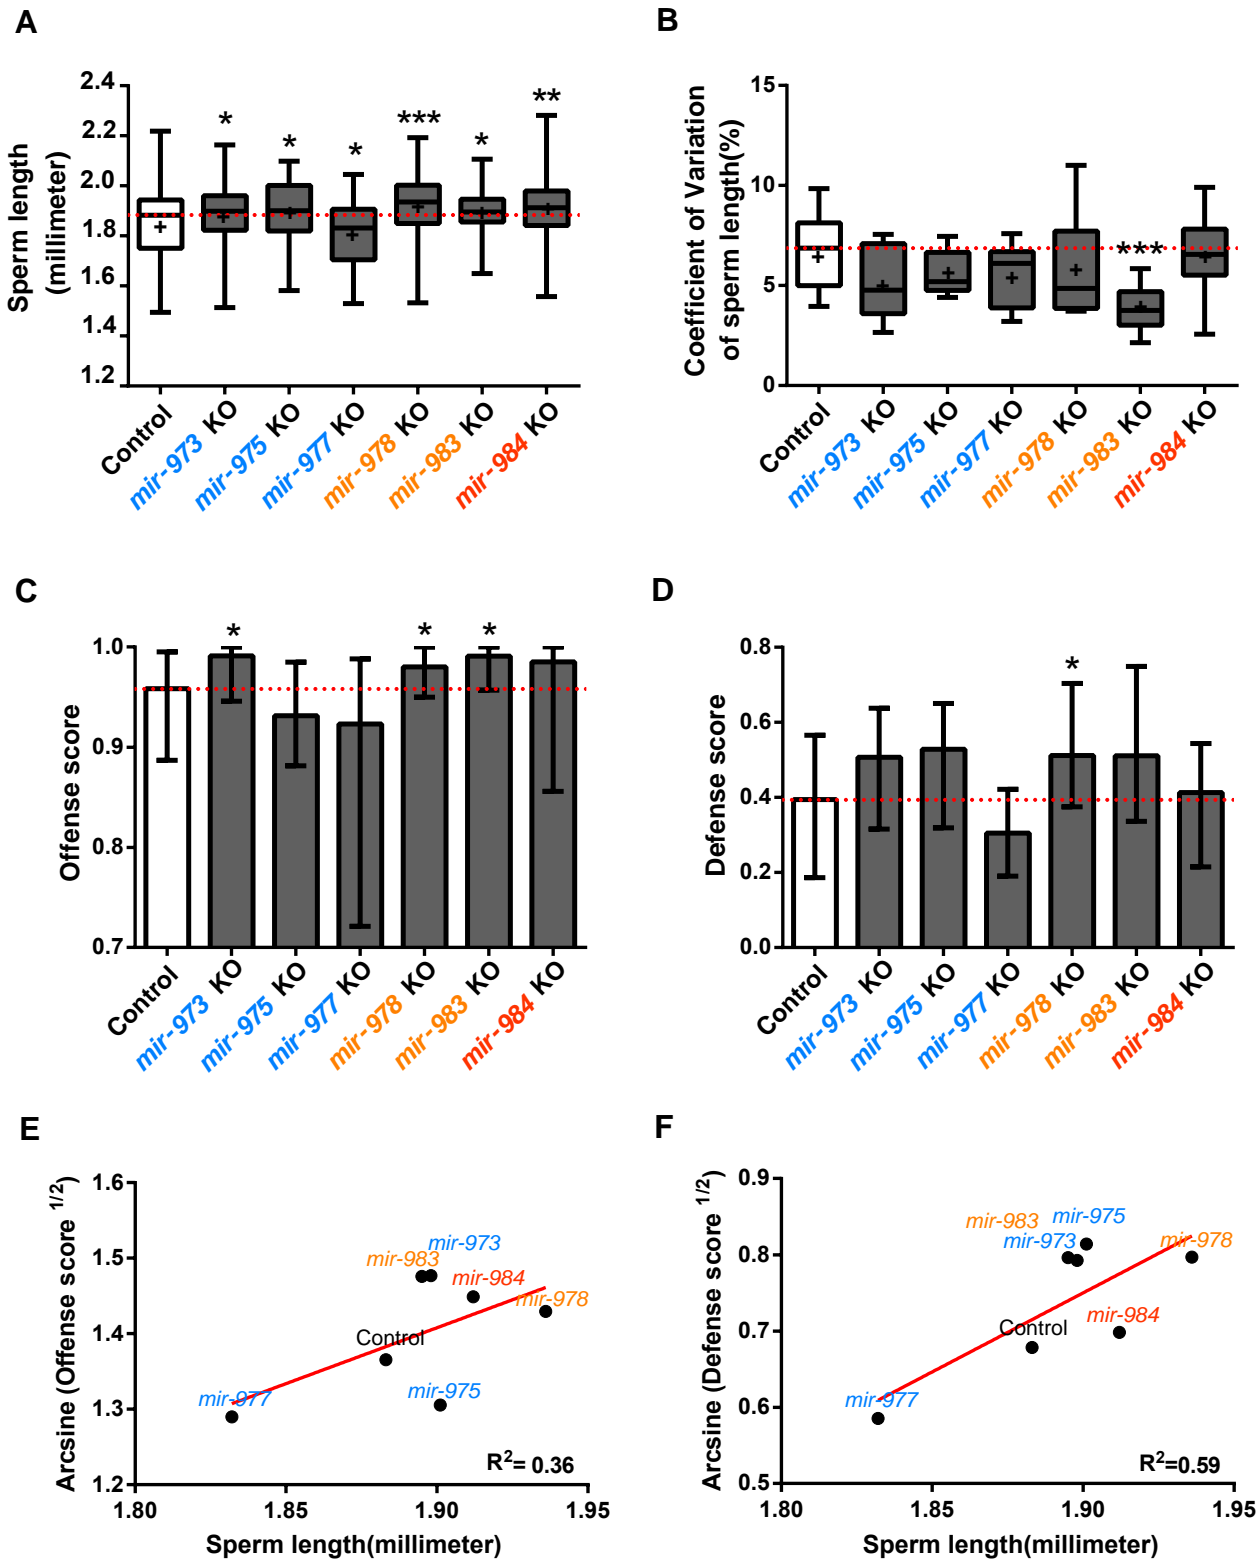 A
Sperm length
(millimeter)
2.4
2.2
2.0
1.8
1.6
1.4
1.2
* * * *** * **
Control
mir-973 KO
mir-975 KO
mir-977 KO
mir-978 KO
mir-983 KO
mir-984 KO
B
Coefficient of Variation
of sperm length(%)
15
10
5
0
***
Control
mir-973 KO
mir-975 KO
mir-977 KO
mir-978 KO
mir-983 KO
mir-984 KO
C
Offense score
1.0
0.9
0.8
0.7
* * *
Control
mir-973 KO
mir-975 KO
mir-977 KO
mir-978 KO
mir-983 KO
mir-984 KO
D
Defense score
0.8
0.6
0.4
0.2
0.0
*
Control
mir-973 KO
mir-975 KO
mir-977 KO
mir-978 KO
mir-983 KO
mir-984 KO
E
Arcsine (Offense score 1/2)
1.6
1.5
1.4
1.3
1.2
mir-973
mir-983
mir-984
mir-978
Control
mir-977
mir-975
R2= 0.36
1.80 1.85 1.90 1.95
Sperm length(millimeter)
F
Arcsine (Defense score 1/2)
0.9
0.8
0.7
0.6
0.5
mir-975
mir-983
mir-973
mir-978
mir-984
Control
mir-977
R2=0.59
1.80 1.85 1.90 1.95
Sperm length(millimeter)